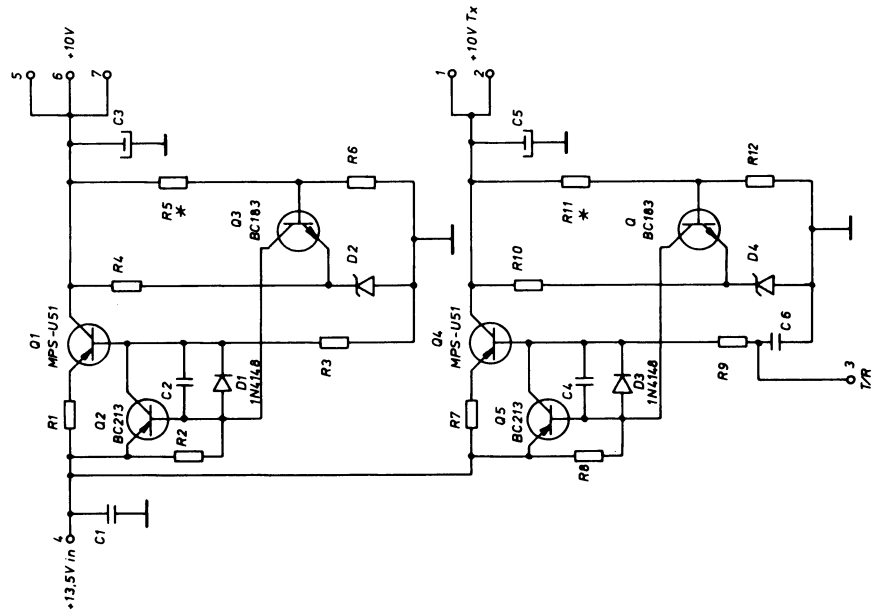 +13,5V in
4
C1
R1
Q2
BC213
R2
Q1
MPS-U51
C2
D1
1N4148
R3
R4
Q3
BC183
D2
R5
*
R6
C3
5
6
7
+10V
R7
Q5
BC213
R8
Q4
MPS-U51
C4
D3
1N4148
R9
C6
3
T/R
R10
Q
BC183
D4
R11
*
R12
C5
1
2
+10V Tx